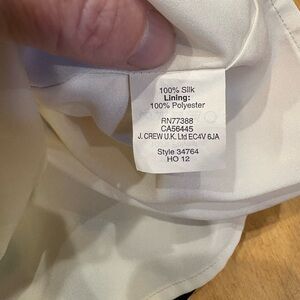 100% Silk
Lining:
100% Polyester
RN77388
CA56445
J. CREW U.K. Ltd EC4V 6JA
Style 34764
HO 12